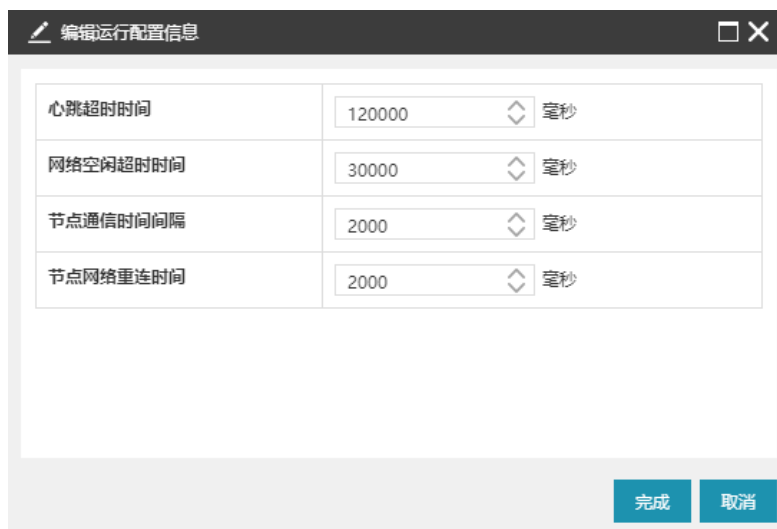 编辑运行配置信息
心跳超时时间 120000 毫秒
网络空闲超时时间 30000 毫秒
节点通信时间间隔 2000 毫秒
节点网络重连时间 2000 毫秒
完成 取消